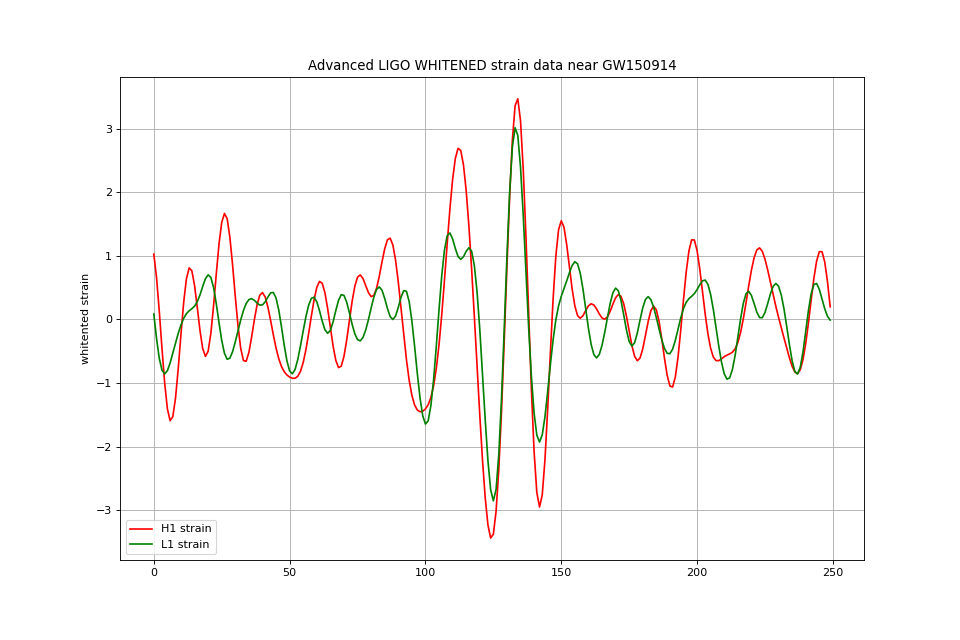 Advanced LIGO WHITENED strain data near GW150914
whitented strain
3
2
1
0
−1
−2
−3
H1 strain
L1 strain
0 50 100 150 200 250